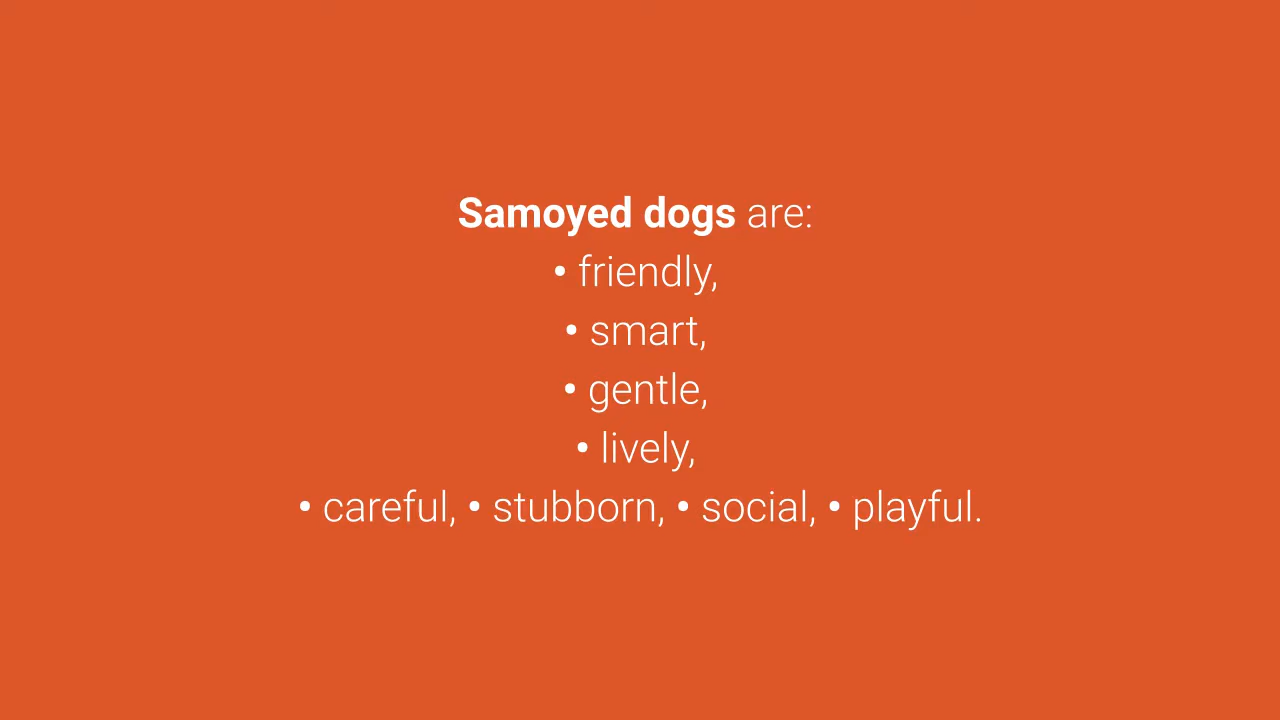 Samoyed dogs are:
• friendly,
• smart,
• gentle,
• lively,
• careful, • stubborn, • social, • playful.